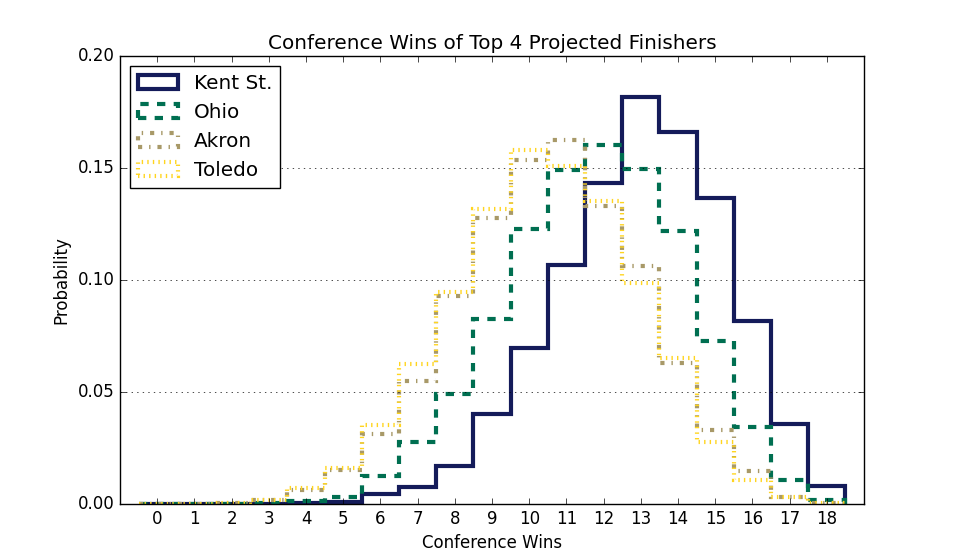 Conference Wins of Top 4 Projected Finishers
0.20
0.15
0.10
0.05
0.00
Probability
Kent St.
Ohio
Akron
Toledo
0 1 2 3 4 5 6 7 8 9 10 11 12 13 14 15 16 17 18
Conference Wins